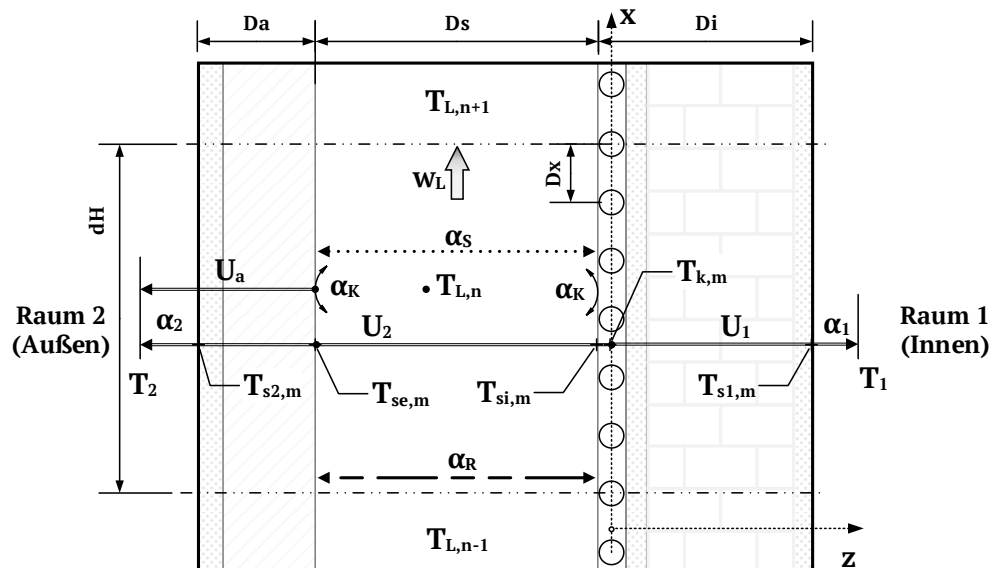 Da
Ds
Di
X
T_L,n+1
w_L
Dx
dH
α_S
U_a
α_K
T_L,n
α_K
T_k,m
Raum 2
(Außen)
α_2
U_2
U_1
α_1
Raum 1
(Innen)
T_2
T_s2,m
T_se,m
T_si,m
T_s1,m
T_1
α_R
T_L,n-1
Z